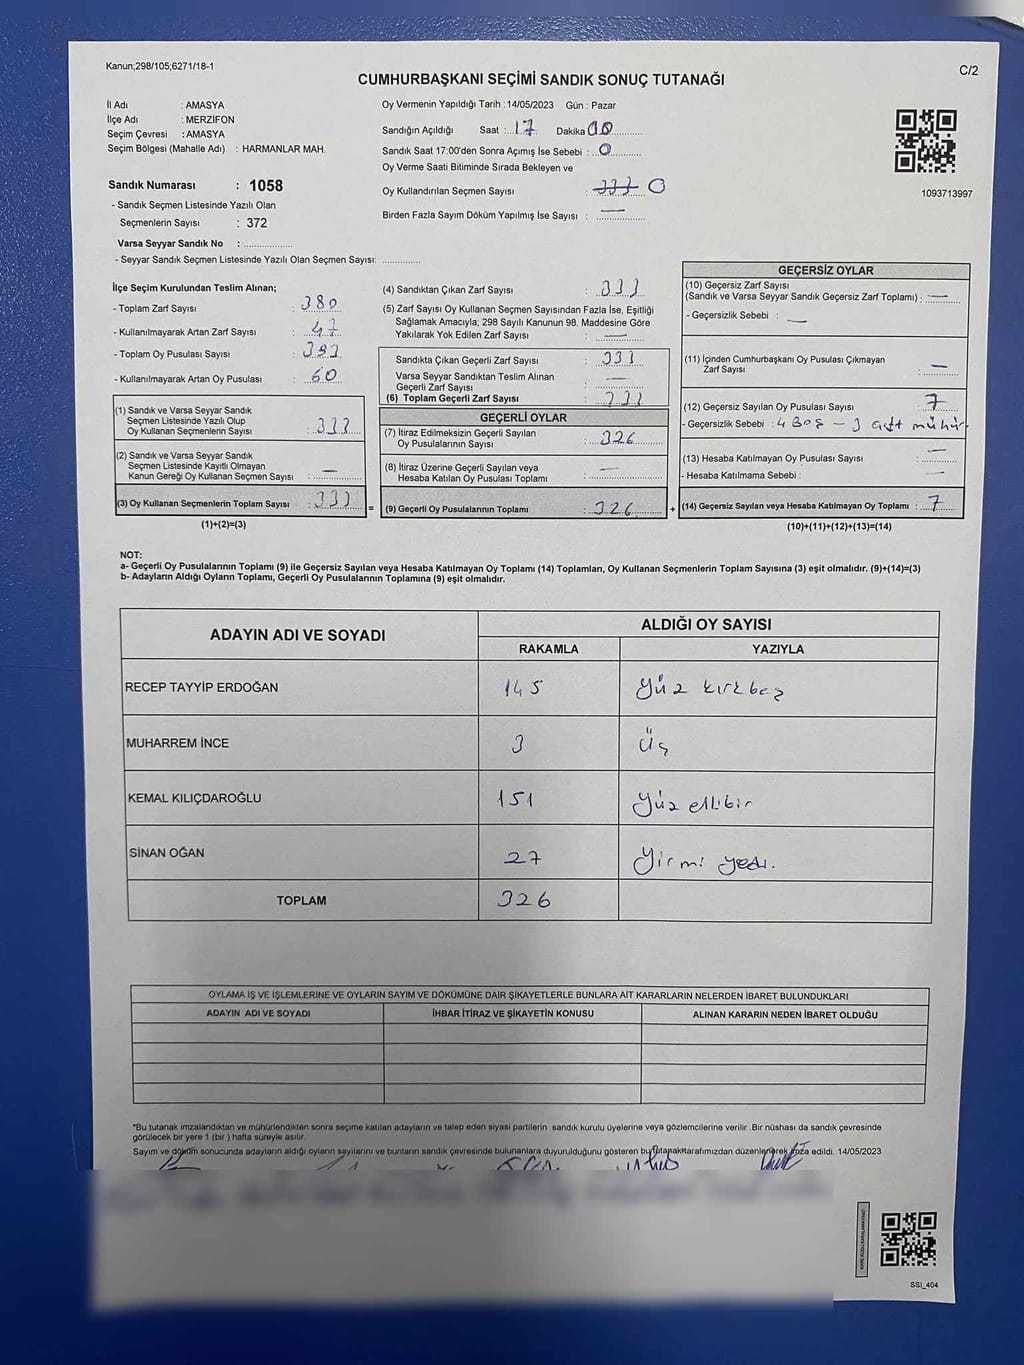 Kanun;298/105;6271/18-1
C/2
CUMHURBAŞKANI SEÇİMİ SANDIK SONUÇ TUTANAĞI
İl Adı : AMASYA
İlçe Adı : MERZİFON
Seçim Çevresi : AMASYA
Seçim Bölgesi (Mahalle Adı) : HARMANLAR MAH.
Sandık Numarası : 1058
- Sandık Seçmen Listesinde Yazılı Olan
Seçmenlerin Sayısı : 372
Varsa Seyyar Sandık No : ..................
- Seyyar Sandık Seçmen Listesinde Yazılı Olan Seçmen Sayısı: ..............
Oy Vermenin Yapıldığı Tarih :14/05/2023 Gün : Pazar
Sandığın Açıldığı Saat : 17 Dakika 00
Sandık Saat 17:00'den Sonra Açımış İse Sebebi : 0
Oy Verme Saati Bitiminde Sırada Bekleyen ve
Oy Kullandırılan Seçmen Sayısı : 333 0
Birden Fazla Sayım Döküm Yapılmış İse Sayısı : —
1093713997
İlçe Seçim Kurulundan Teslim Alınan;
- Toplam Zarf Sayısı : 380
- Kullanılmayarak Artan Zarf Sayısı : 47
- Toplam Oy Pusulası Sayısı : 393
- Kullanılmayarak Artan Oy Pusulası : 60
(1) Sandık ve Varsa Seyyar Sandık
Seçmen Listesinde Yazılı Olup
Oy Kullanan Seçmenlerin Sayısı : 333
(2) Sandık ve Varsa Seyyar Sandık
Seçmen Listesinde Kayıtlı Olmayan
Kanun Gereği Oy Kullanan Seçmen Sayısı : —
(3) Oy Kullanan Seçmenlerin Toplam Sayısı : 333
(1)+(2)=(3)
(4) Sandıktan Çıkan Zarf Sayısı : 333
(5) Zarf Sayısı Oy Kullanan Seçmen Sayısından Fazla İse, Eşitliği
Sağlamak Amacıyla; 298 Sayılı Kanunun 98. Maddesine Göre
Yakılarak Yok Edilen Zarf Sayısı : —
Sandıkta Çıkan Geçerli Zarf Sayısı : 333
Varsa Seyyar Sandıktan Teslim Alınan
Geçerli Zarf Sayısı : —
(6) Toplam Geçerli Zarf Sayısı : 333
GEÇERLİ OYLAR
(7) İtiraz Edilmeksizin Geçerli Sayılan
Oy Pusulalarının Sayısı : 326
(8) İtiraz Üzerine Geçerli Sayılan veya
Hesaba Katılan Oy Pusulası Toplamı : —
= (9) Geçerli Oy Pusulalarının Toplamı : 326 +
GEÇERSİZ OYLAR
(10) Geçersiz Zarf Sayısı
(Sandık ve Varsa Seyyar Sandık Geçersiz Zarf Toplamı) : —
- Geçersizlik Sebebi : —
(11) İçinden Cumhurbaşkanı Oy Pusulası Çıkmayan
Zarf Sayısı : —
(12) Geçersiz Sayılan Oy Pusulası Sayısı : 7
- Geçersizlik Sebebi : 4 BOŞ - 3 çift mühür
(13) Hesaba Katılmayan Oy Pusulası Sayısı : —
- Hesaba Katılmama Sebebi : —
(14) Geçersiz Sayılan veya Hesaba Katılmayan Oy Toplamı : 7
(10)+(11)+(12)+(13)=(14)
NOT:
a- Geçerli Oy Pusulalarının Toplamı (9) ile Geçersiz Sayılan veya Hesaba Katılmayan Oy Toplamı (14) Toplamları, Oy Kullanan Seçmenlerin Toplam Sayısına (3) eşit olmalıdır. (9)+(14)=(3)
b- Adayların Aldığı Oyların Toplamı, Geçerli Oy Pusulalarının Toplamına (9) eşit olmalıdır.
ADAYIN ADI VE SOYADI ALDIĞI OY SAYISI
RAKAMLA YAZIYLA
RECEP TAYYİP ERDOĞAN 145 Yüz kırkbeş
MUHARREM İNCE 3 Üç
KEMAL KILIÇDAROĞLU 151 Yüz ellibir
SİNAN OĞAN 27 Yirmi yedi.
TOPLAM 326
OYLAMA İŞ VE İŞLEMLERİNE VE OYLARIN SAYIM VE DÖKÜMÜNE DAİR ŞİKAYETLERLE BUNLARA AİT KARARLARIN NELERDEN İBARET BULUNDUKLARI
ADAYIN ADI VE SOYADI İHBAR İTİRAZ VE ŞİKAYETİN KONUSU ALINAN KARARIN NEDEN İBARET OLDUĞU
*Bu tutanak imzalandıktan ve mühürlendikten sonra seçime katılan adayların ve talep eden siyasi partilerin sandık kurulu üyelerine veya gözlemcilerine verilir .Bir nüshası da sandık çevresinde
görülecek bir yere 1 (bir ) hafta süreyle asılır.
Sayım ve döküm sonucunda adayların aldığı oyların sayılarını ve bunların sandık çevresinde bulunanlara duyurulduğunu gösteren bu tutanak tarafımızdan düzenlenerek imza edildi. 14/05/2023
SSI_404